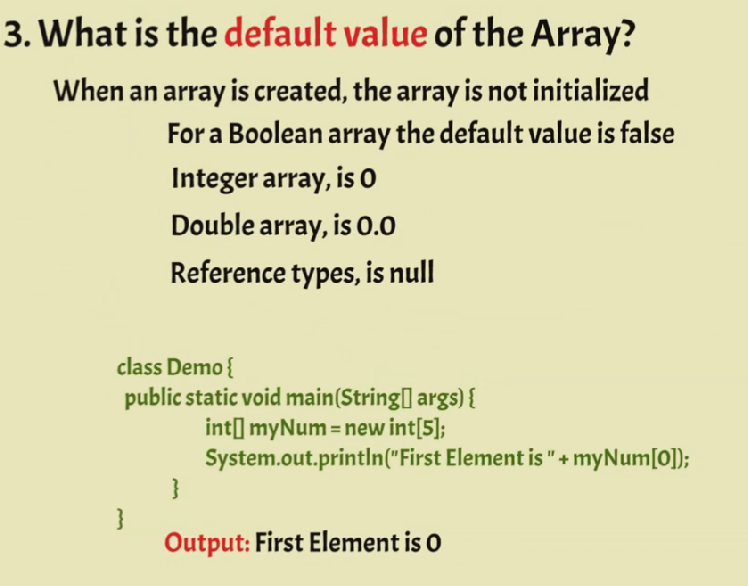 3. What is the default value of the Array?
When an array is created, the array is not initialized
For a Boolean array the default value is false
Integer array, is 0
Double array, is 0.0
Reference types, is null
class Demo {
public static void main(String[] args) {
int[] myNum = new int[5];
System.out.println("First Element is " + myNum[0]);
}
}
Output: First Element is 0